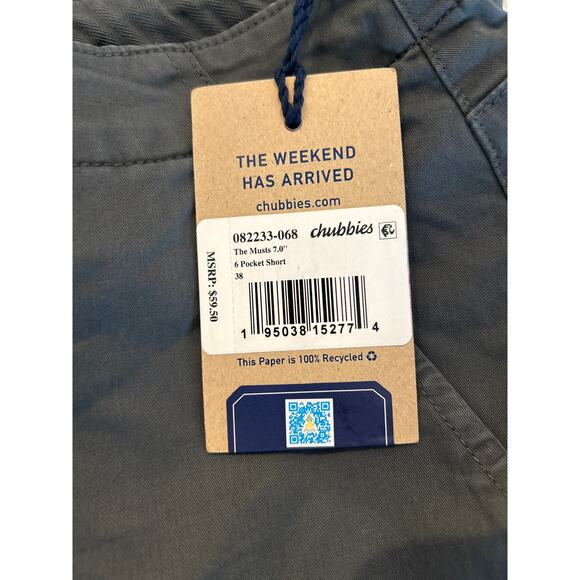 THE WEEKEND
HAS ARRIVED
chubbies.com
082233-068 chubbies
The Musts 7.0"
6 Pocket Short
38
MSRP: $59.50
1 95038 15277 4
This Paper is 100% Recycled